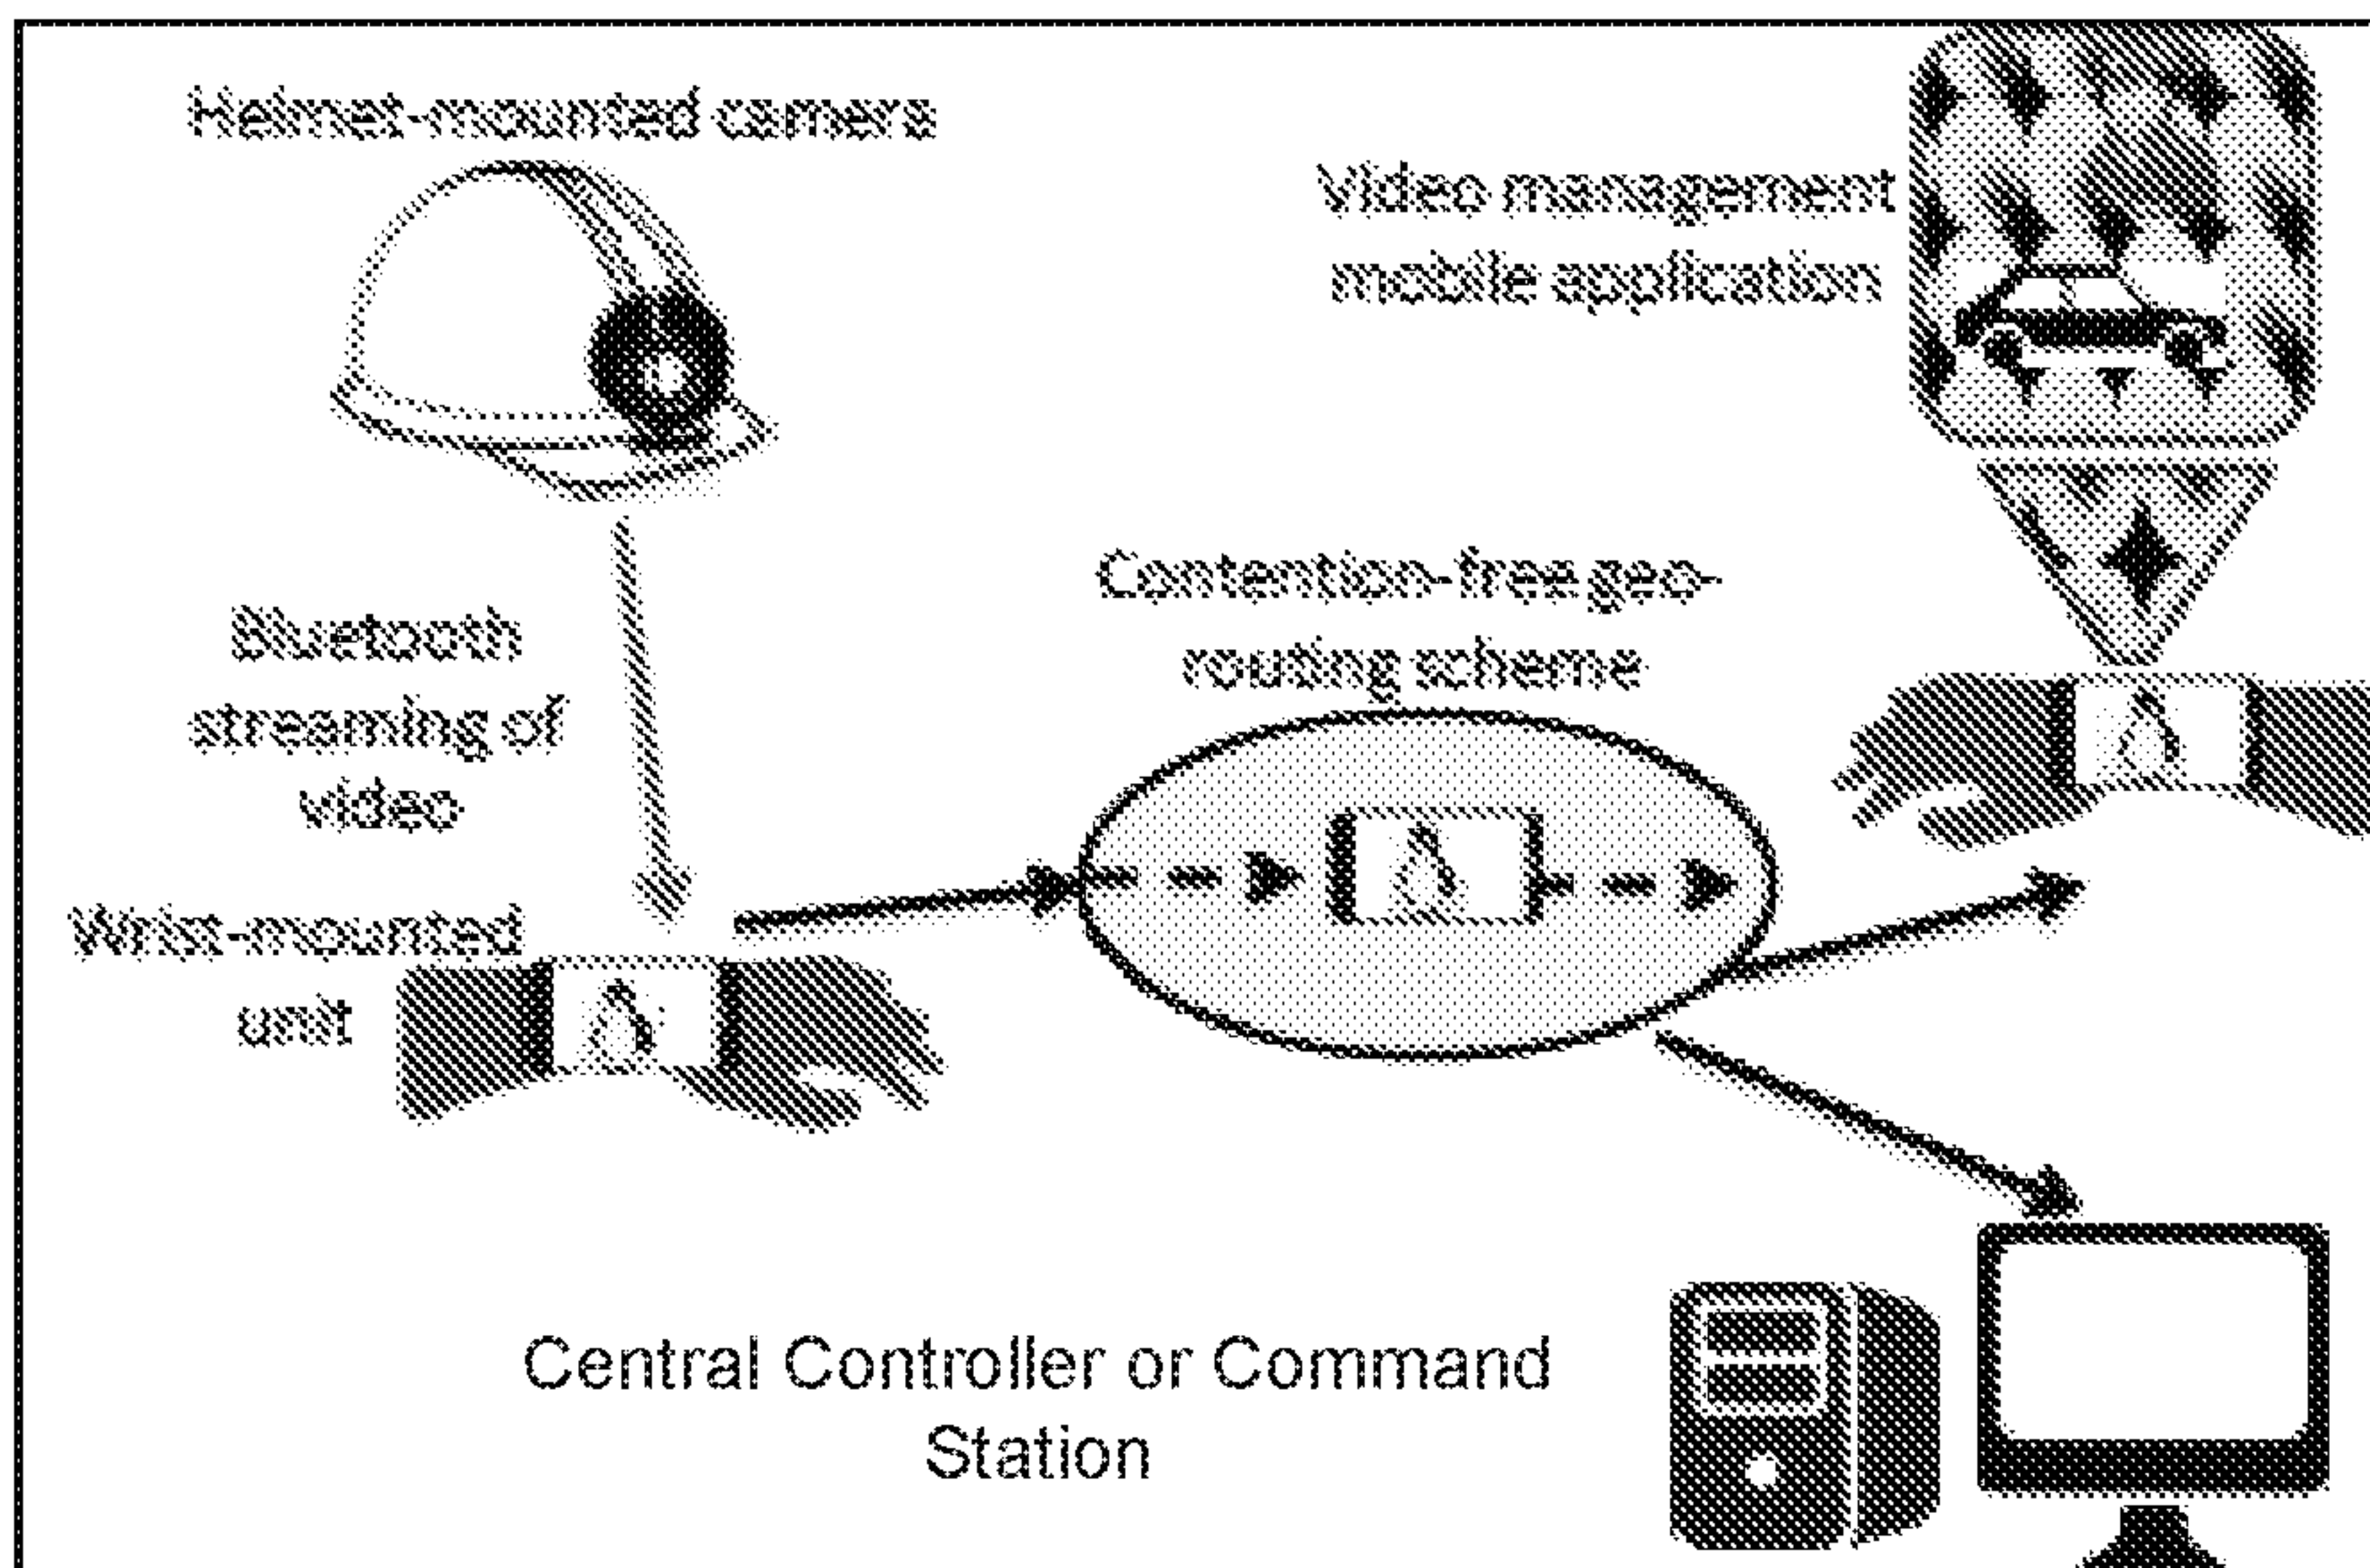 Helmet-mounted camera
Video management
mobile application
Contention-free geo-
routing scheme
Bluetooth
streaming of
video
Wrist-mounted
unit
Central Controller or Command
Station